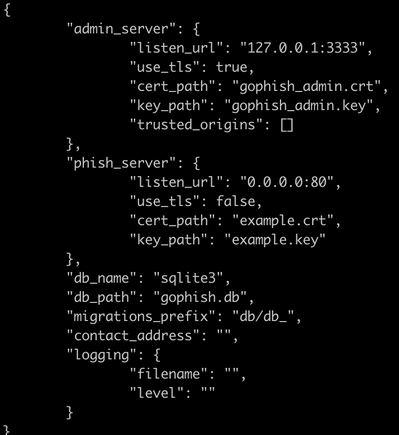 {
"admin_server": {
"listen_url": "127.0.0.1:3333",
"use_tls": true,
"cert_path": "gophish_admin.crt",
"key_path": "gophish_admin.key",
"trusted_origins": []
},
"phish_server": {
"listen_url": "0.0.0.0:80",
"use_tls": false,
"cert_path": "example.crt",
"key_path": "example.key"
},
"db_name": "sqlite3",
"db_path": "gophish.db",
"migrations_prefix": "db/db_",
"contact_address": "",
"logging": {
"filename": "",
"level": ""
}
}